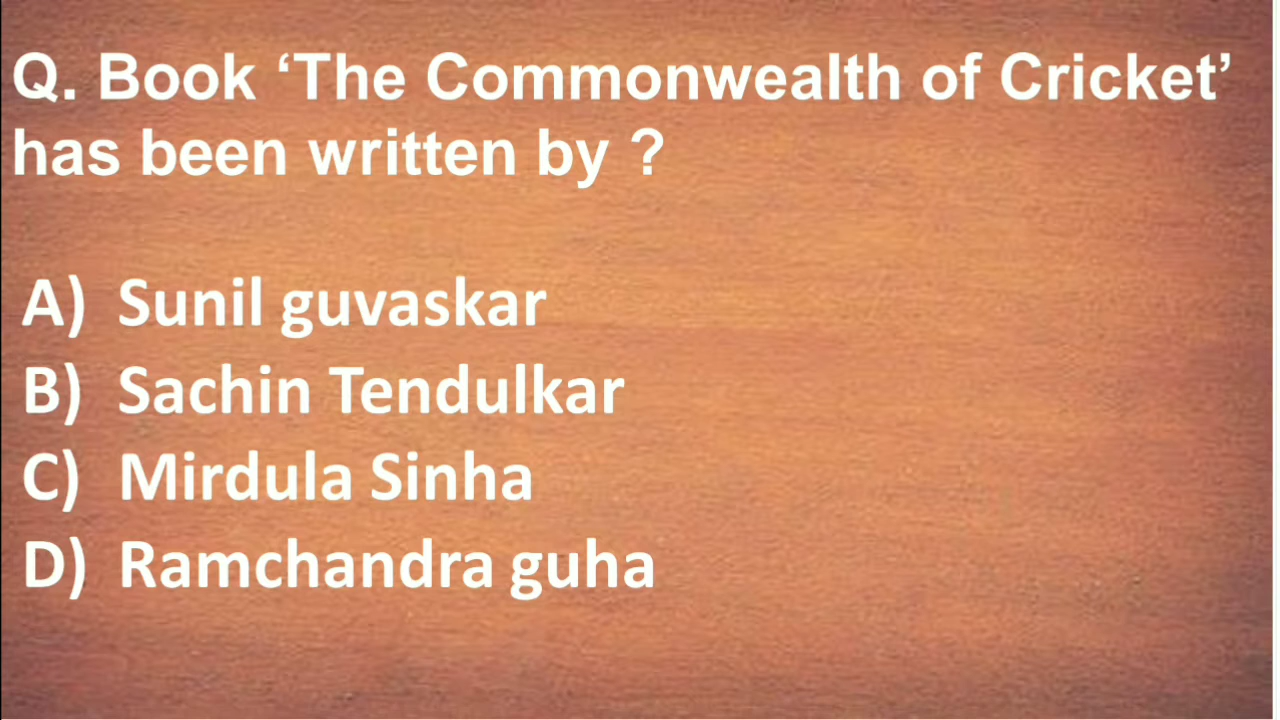 Q. Book ‘The Commonwealth of Cricket’
has been written by ?
A) Sunil guvaskar
B) Sachin Tendulkar
C) Mirdula Sinha
D) Ramchandra guha